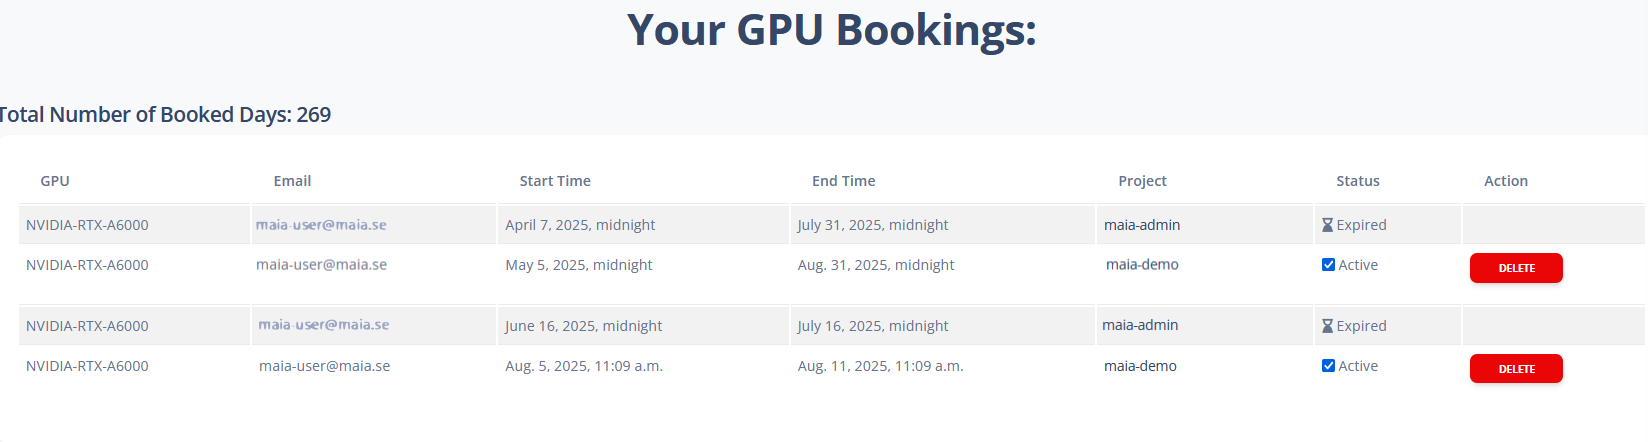 Your GPU Bookings:
Total Number of Booked Days: 269
GPU Email Start Time End Time Project Status Action
NVIDIA-RTX-A6000 maia-user@maia.se April 7, 2025, midnight July 31, 2025, midnight maia-admin Expired
NVIDIA-RTX-A6000 maia-user@maia.se May 5, 2025, midnight Aug. 31, 2025, midnight maia-demo Active DELETE
NVIDIA-RTX-A6000 maia-user@maia.se June 16, 2025, midnight July 16, 2025, midnight maia-admin Expired
NVIDIA-RTX-A6000 maia-user@maia.se Aug. 5, 2025, 11:09 a.m. Aug. 11, 2025, 11:09 a.m. maia-demo Active DELETE